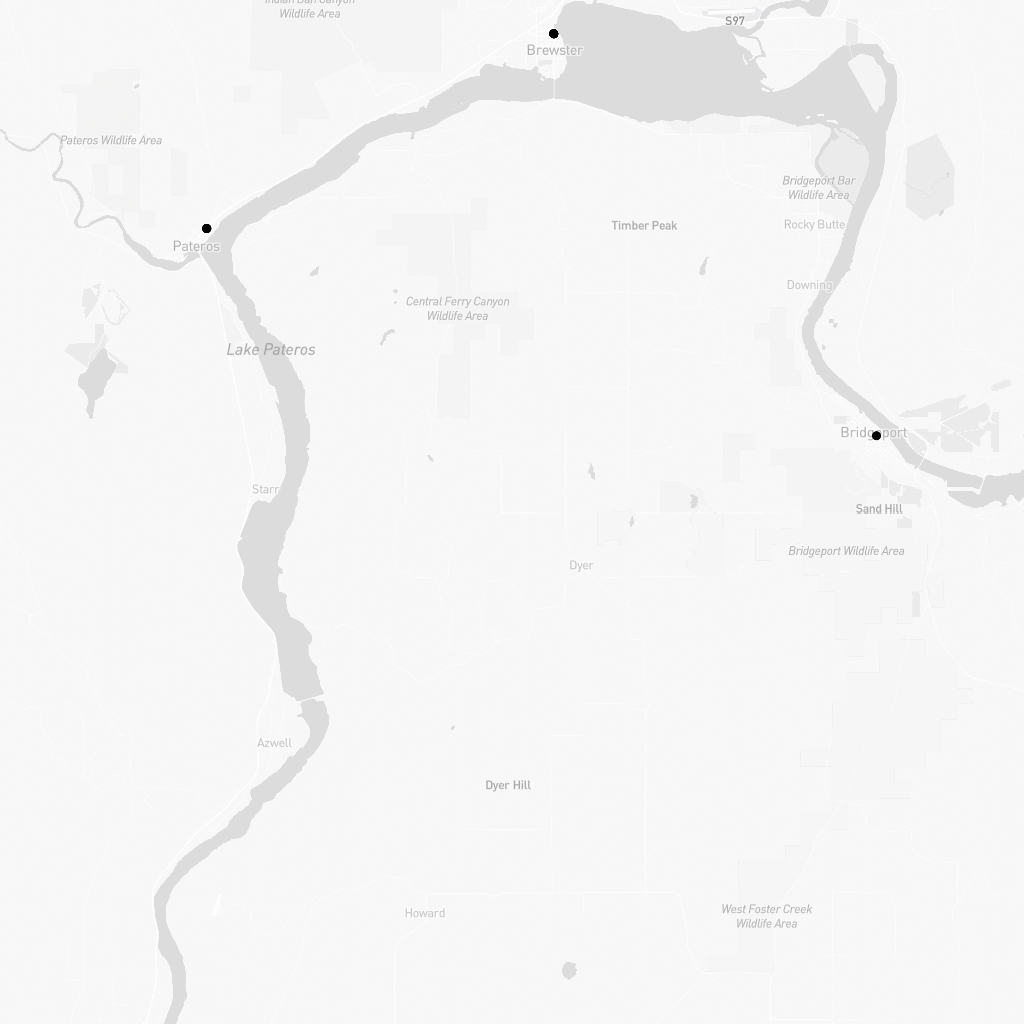 Indian Dan Canyon
Wildlife Area
S97
Brewster
Pateros Wildlife Area
Bridgeport Bar
Wildlife Area
Timber Peak
Rocky Butte
Pateros
Downing
Central Ferry Canyon
Wildlife Area
Lake Pateros
Bridgeport
Starr
Sand Hill
Bridgeport Wildlife Area
Dyer
Azwell
Dyer Hill
Howard
West Foster Creek
Wildlife Area